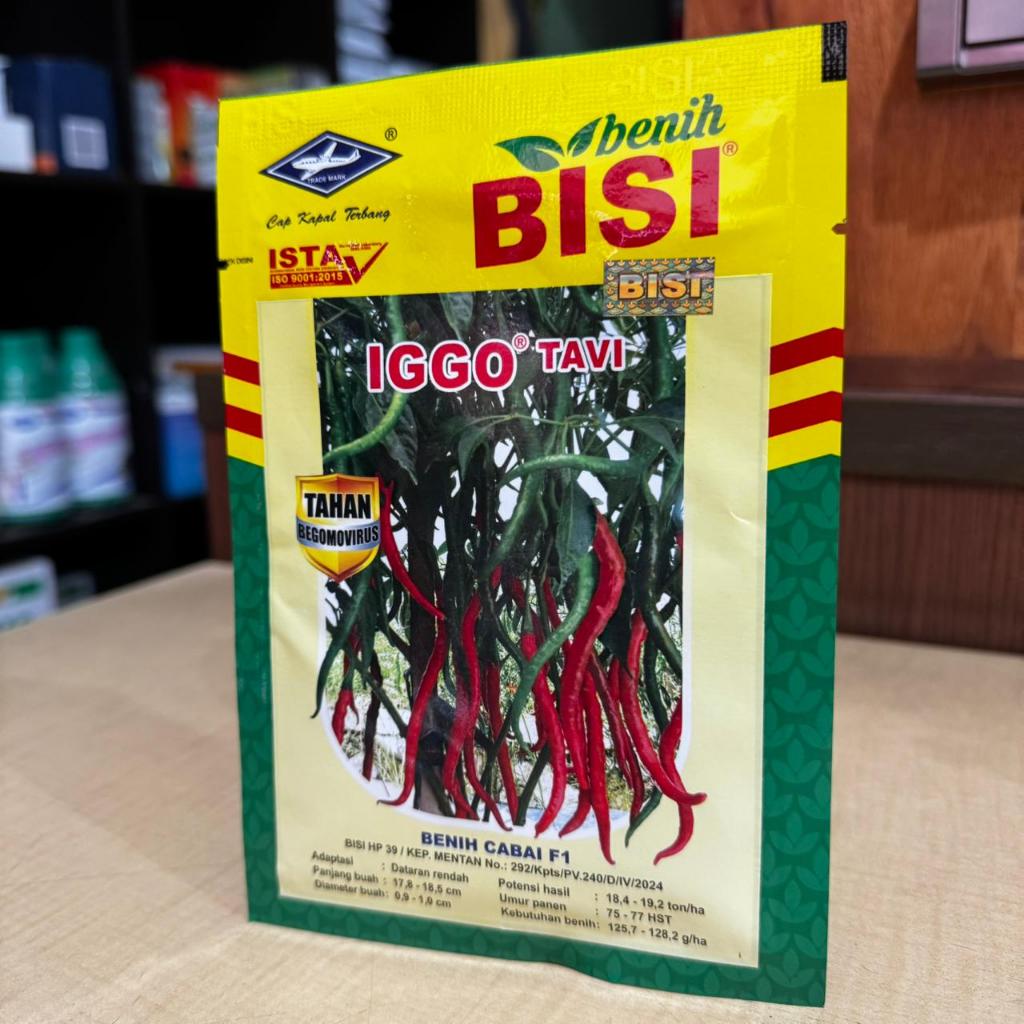 BISI
benih
BISI®
®
TRADE MARK
Cap Kapal Terbang
ISTA
ISO 9001:2015
BISI
IGGO® TAVI
TAHAN
BEGOMOVIRUS
BENIH CABAI F1
BISI HP 39 / KEP. MENTAN No.: 292/Kpts/PV.240/D/IV/2024
Adaptasi : Dataran rendah
Panjang buah : 17,8 - 18,5 cm
Diameter buah: 0,9 - 1,0 cm
Potensi hasil : 18,4 - 19,2 ton/ha
Umur panen : 75 - 77 HST
Kebutuhan benih: 125,7 - 128,2 g/ha